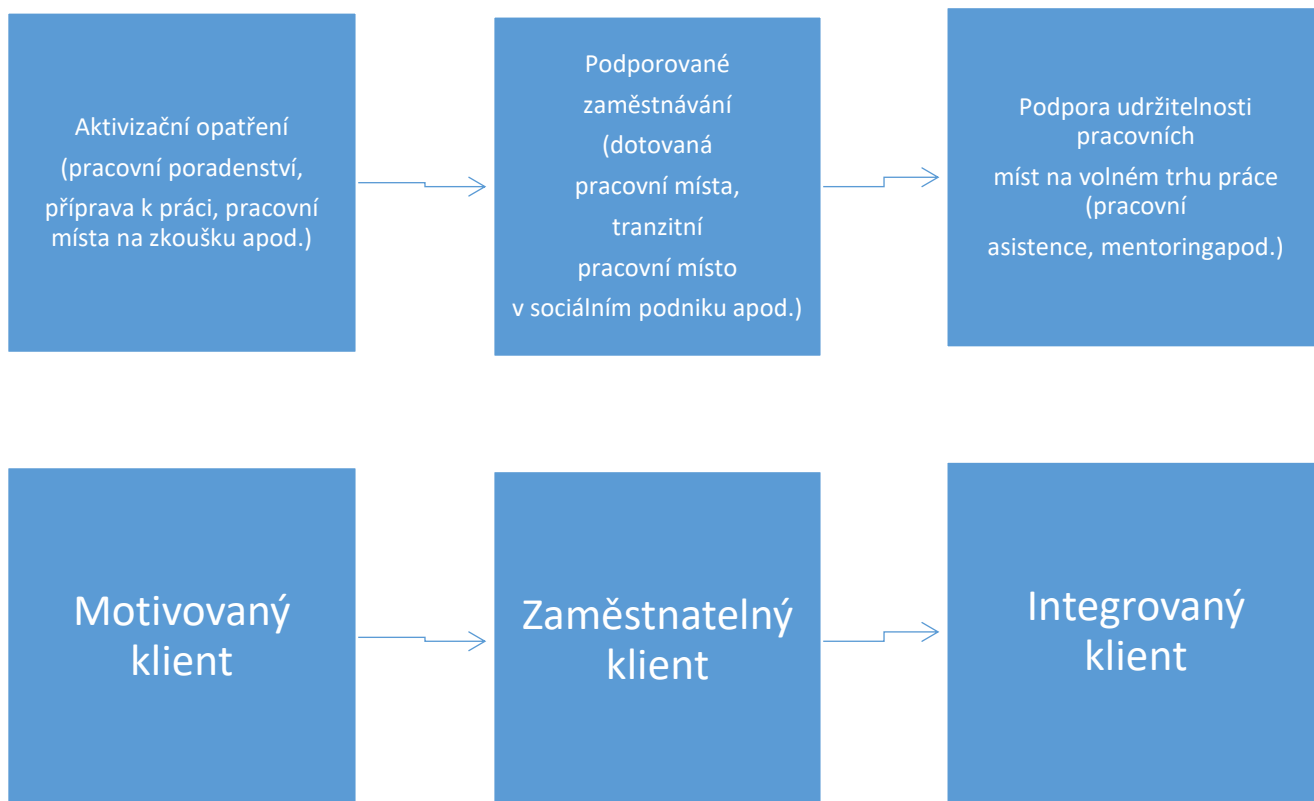 Aktivizační opatření
(pracovní poradenství,
příprava k práci, pracovní
místa na zkoušku apod.)
Podporované
zaměstnávání
(dotovaná
pracovní místa,
tranzitní
pracovní místo
v sociálním podniku apod.)
Podpora udržitelnosti
pracovních
míst na volném trhu práce
(pracovní
asistence, mentoringapod.)
Motivovaný
klient
Zaměstnatelný
klient
Integrovaný
klient